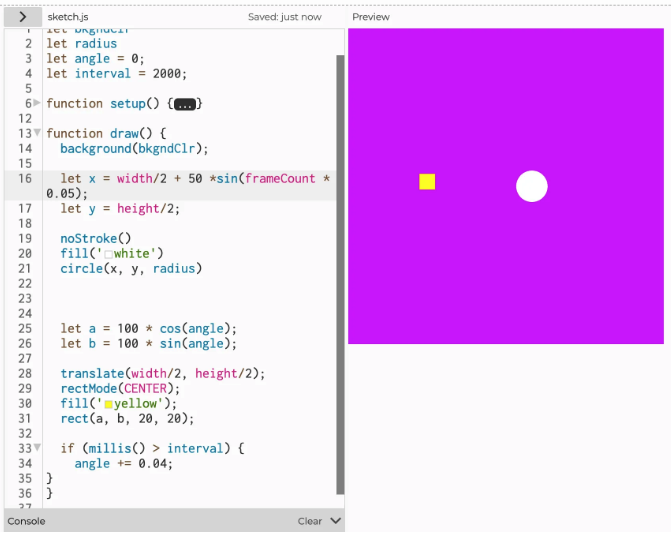 sketch.js
Saved: just now
Preview
1 let bkgndClr
2 let radius
3 let angle = 0;
4 let interval = 2000;
5
6 function setup() {...}
12
13 function draw() {
14 background(bkgndClr);
15
16 let x = width/2 + 50 *sin(frameCount *
0.05);
17 let y = height/2;
18
19 noStroke()
20 fill('white')
21 circle(x, y, radius)
22
23
24
25 let a = 100 * cos(angle);
26 let b = 100 * sin(angle);
27
28 translate(width/2, height/2);
29 rectMode(CENTER);
30 fill('yellow');
31 rect(a, b, 20, 20);
32
33 if (millis() > interval) {
34 angle += 0.04;
35 }
36 }
37
Console
Clear